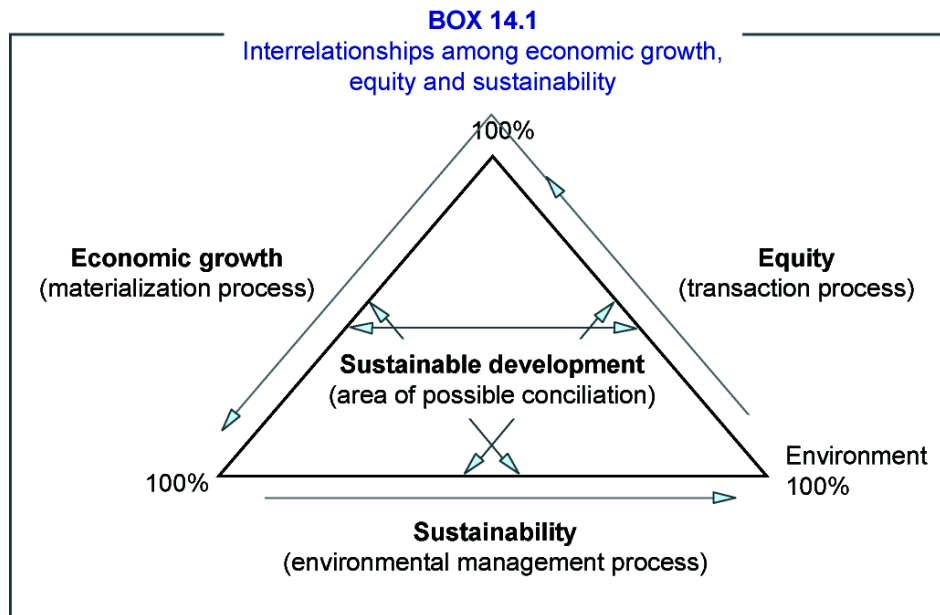 BOX 14.1
Interrelationships among economic growth,
equity and sustainability
100%
Economic growth
(materialization process)
Equity
(transaction process)
Sustainable development
(area of possible conciliation)
100%
Environment
100%
Sustainability
(environmental management process)